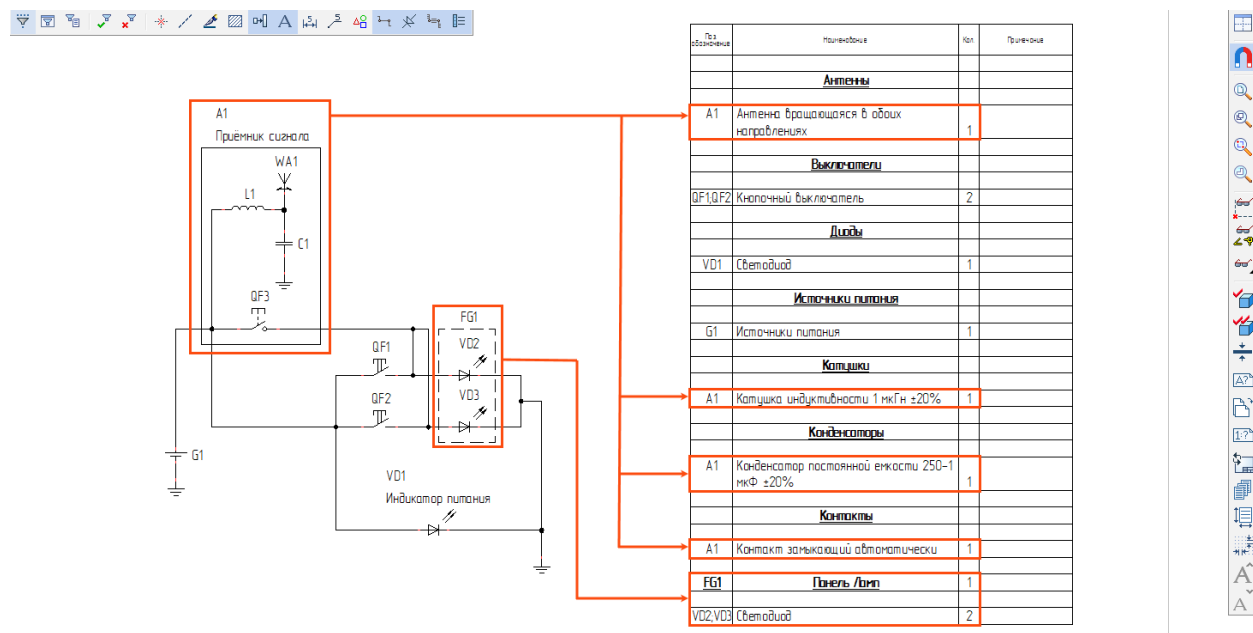 A1
Приёмник сигнала
WA1
L1
C1
QF3
FG1
VD2
QF1
VD3
QF2
G1
VD1
Индикатор питания
Поз. обозначение
Наименование
Кол.
Примечание
Антенны
A1 Антенна вращающаяся в обоих
направлениях 1
Выключатели
QF1,QF2 Кнопочный выключатель 2
Диоды
VD1 Светодиод 1
Источники питания
G1 Источники питания 1
Катушки
A1 Катушка индуктивности 1 мкГн ±20% 1
Конденсаторы
A1 Конденсатор постоянной емкости 250-1
мкФ ±20% 1
Контакты
A1 Контакт замыкающий автоматически 1
FG1 Панель Ламп 1
VD2,VD3 Светодиод 2